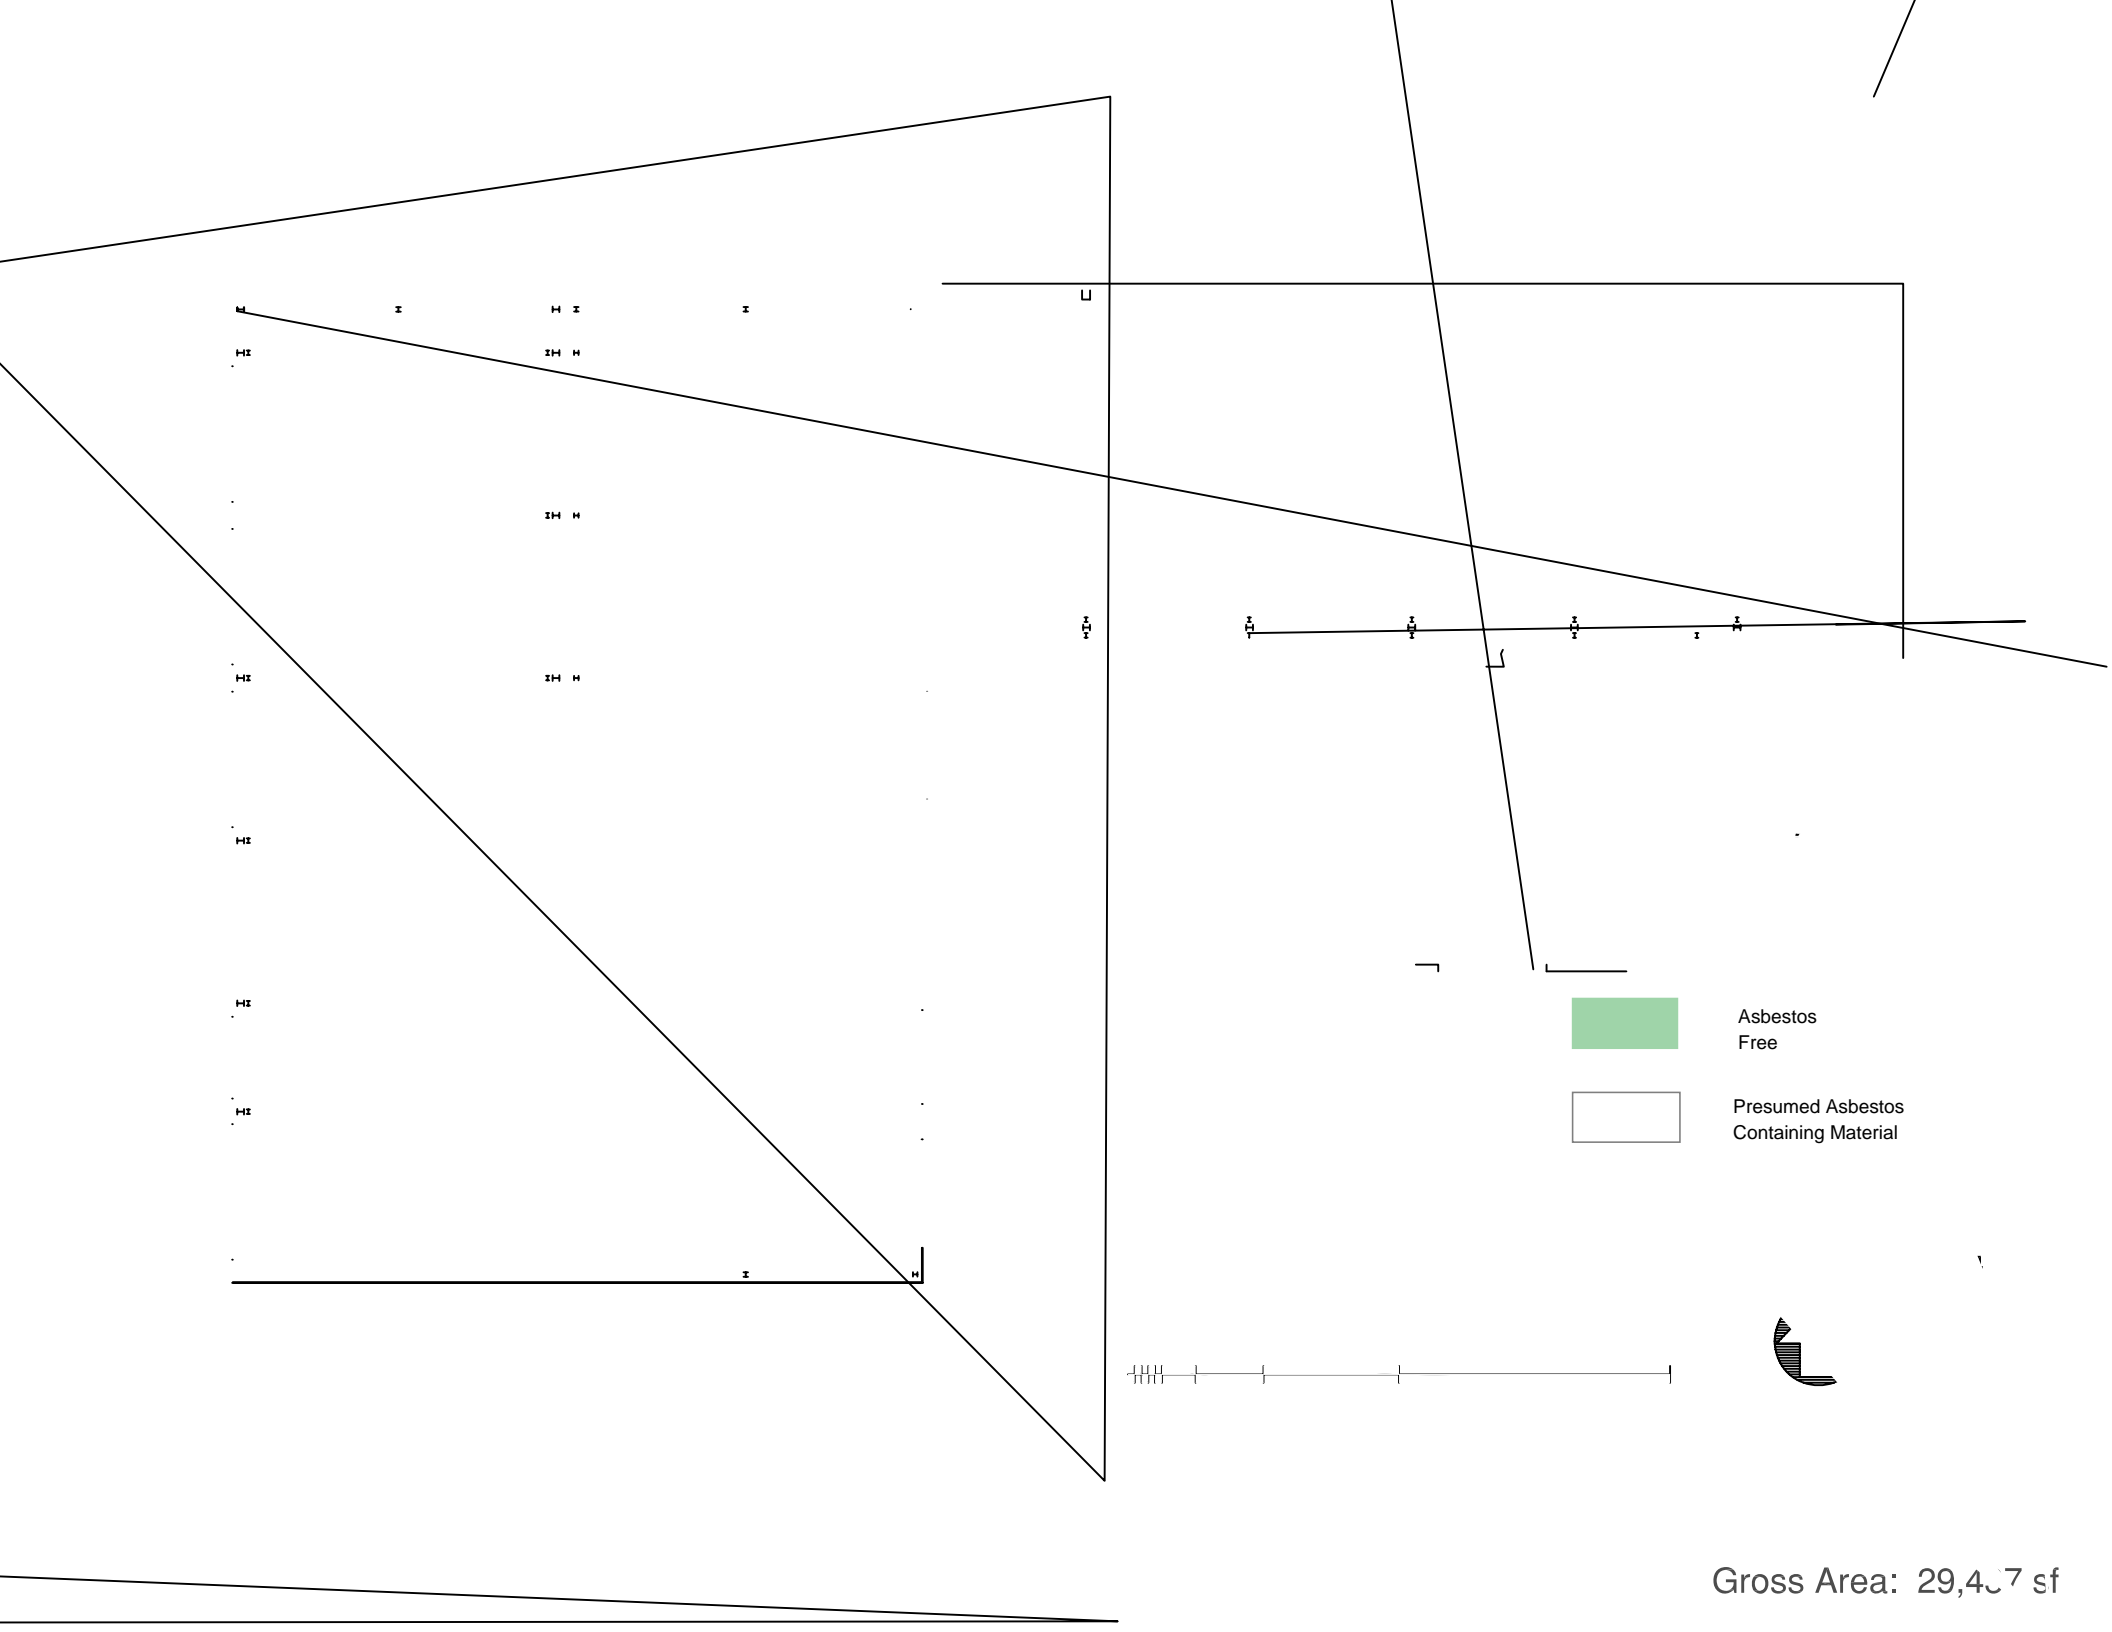 Asbestos
Free
Presumed Asbestos
Containing Material
Gross Area: sf